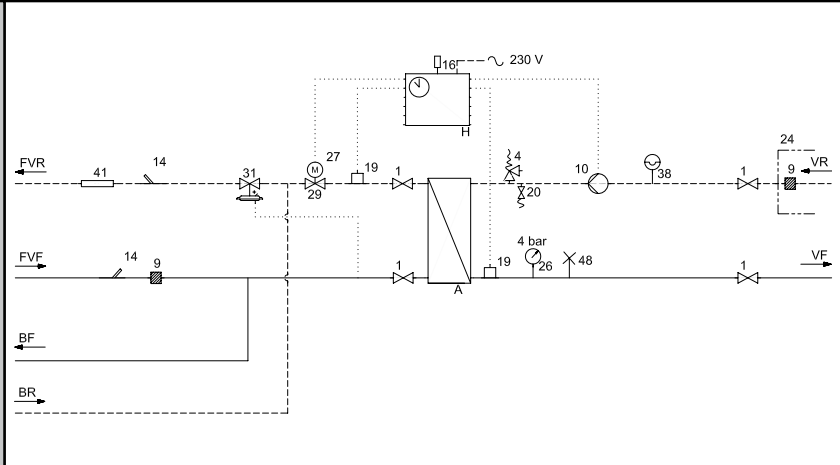 16 230 V
H
FVR 41 14 31 27 M 29 19 1 4 20 10 38 1 24 9 VR
FVF 14 9 1 A 19 4 bar 26 48 1 VF
BF
BR